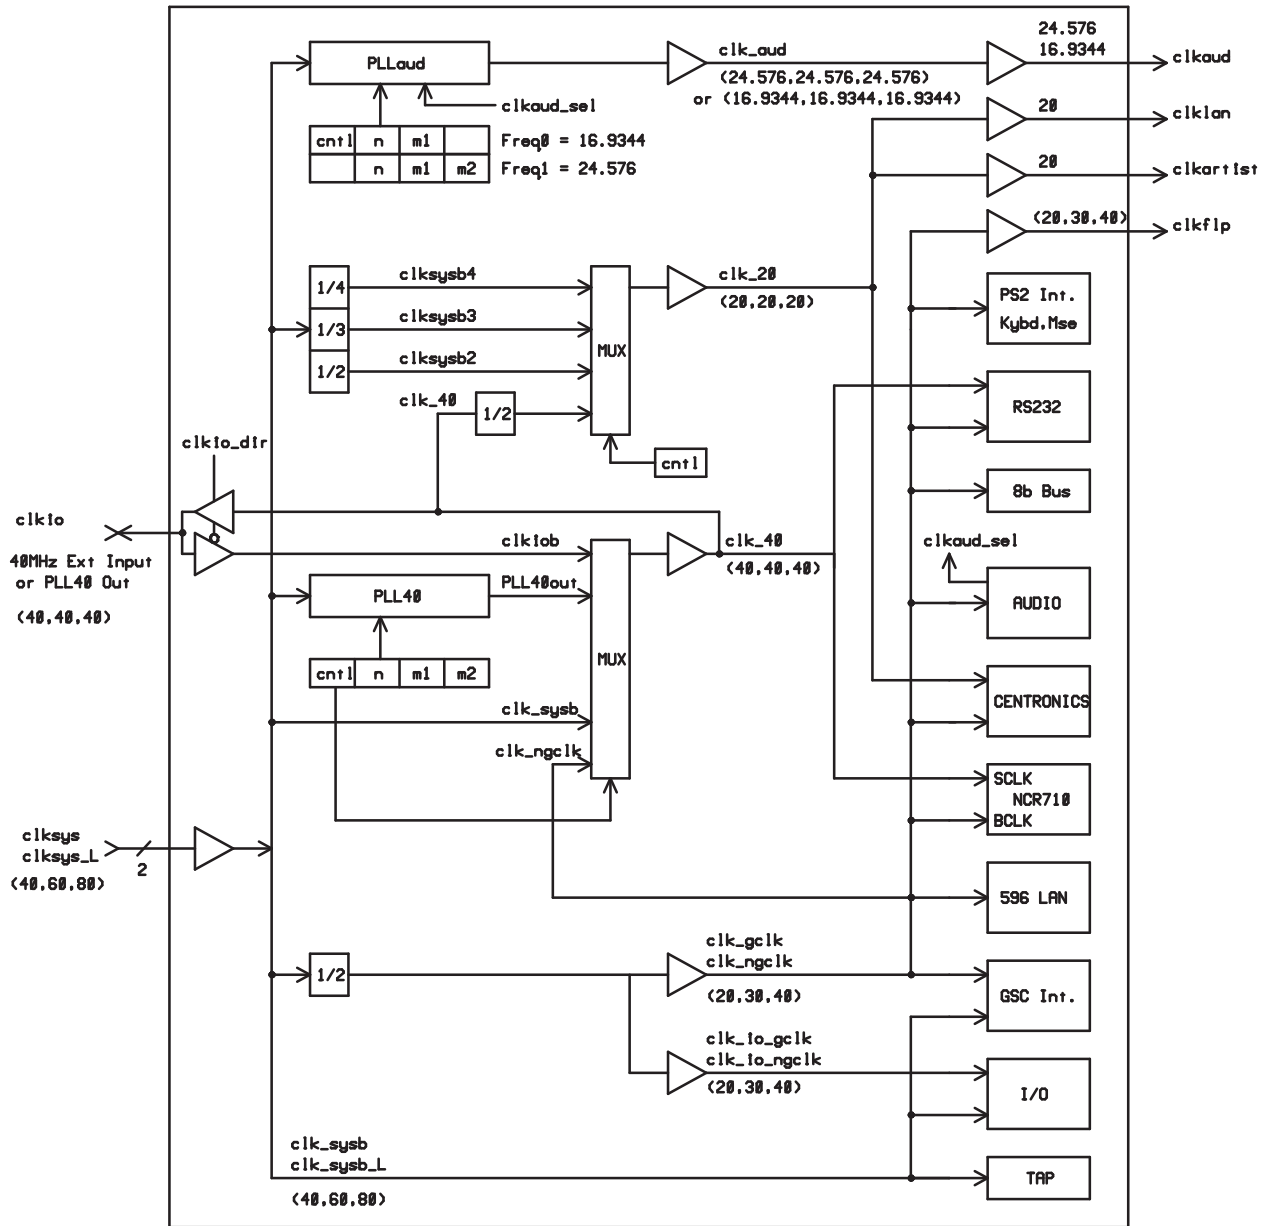 PLLaud
clk_aud
(24.576,24.576,24.576)
or (16.9344,16.9344,16.9344)
24.576
16.9344
clkaud
clkaud_sel
cntl n m1 Freq0 = 16.9344
n m1 m2 Freq1 = 24.576
20
clklan
20
clkartist
(20,30,40)
clkflp
1/4
clksysb4
1/3
clksysb3
1/2
clksysb2
clk_40
1/2
MUX
cntl
clk_20
(20,20,20)
PS2 Int.
Kybd,Mse
RS232
8b Bus
clkaud_sel
AUDIO
CENTRONICS
SCLK
NCR710
BCLK
596 LAN
GSC Int.
I/O
TAP
clkio_dir
clkio
40MHz Ext Input
or PLL40 Out
(40,40,40)
clkiob
PLL40
PLL40out
cntl n m1 m2
clk_sysb
clk_ngclk
MUX
clk_40
(40,40,40)
clksys
clksys_L
(40,60,80)
2
1/2
clk_gclk
clk_ngclk
(20,30,40)
clk_io_gclk
clk_io_ngclk
(20,30,40)
clk_sysb
clk_sysb_L
(40,60,80)